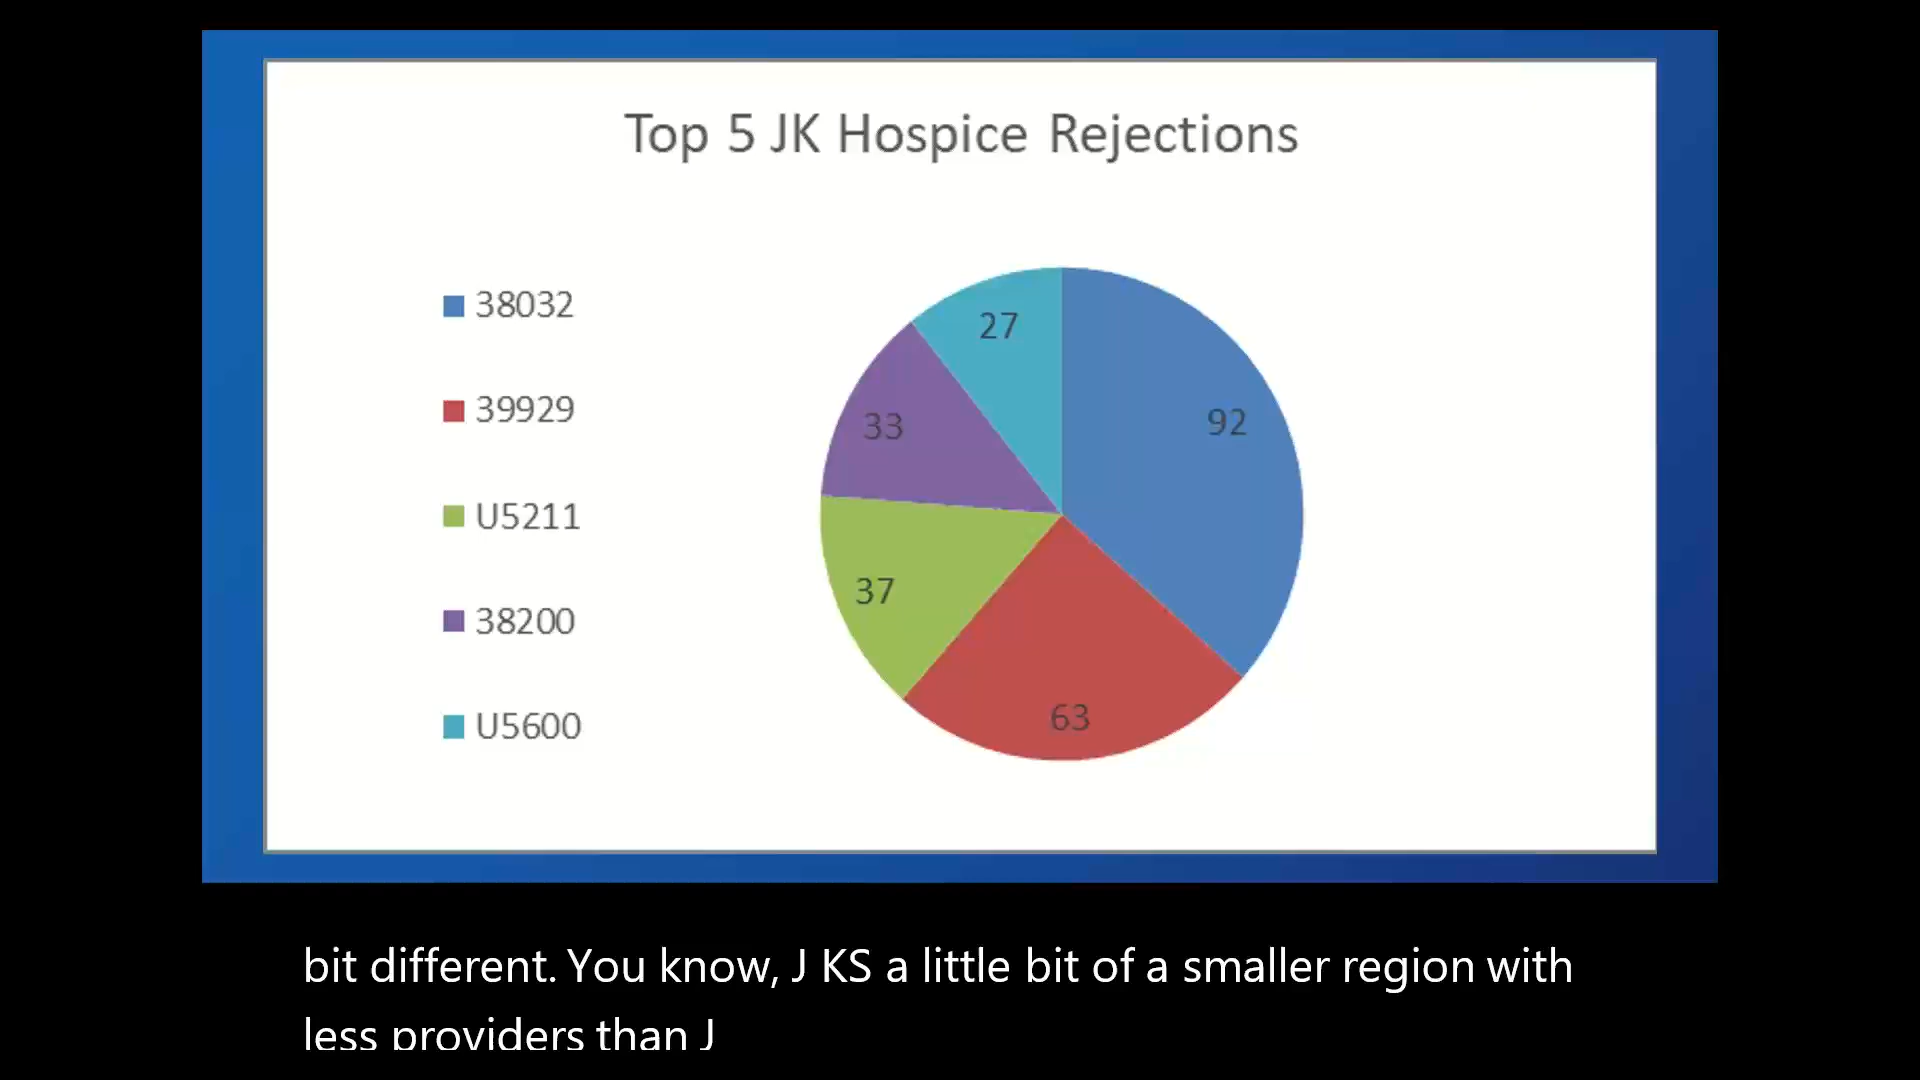 Top 5 JK Hospice Rejections
38032
39929
U5211
38200
U5600
27
92
33
37
63
bit different. You know, J KS a little bit of a smaller region with
less providers than J